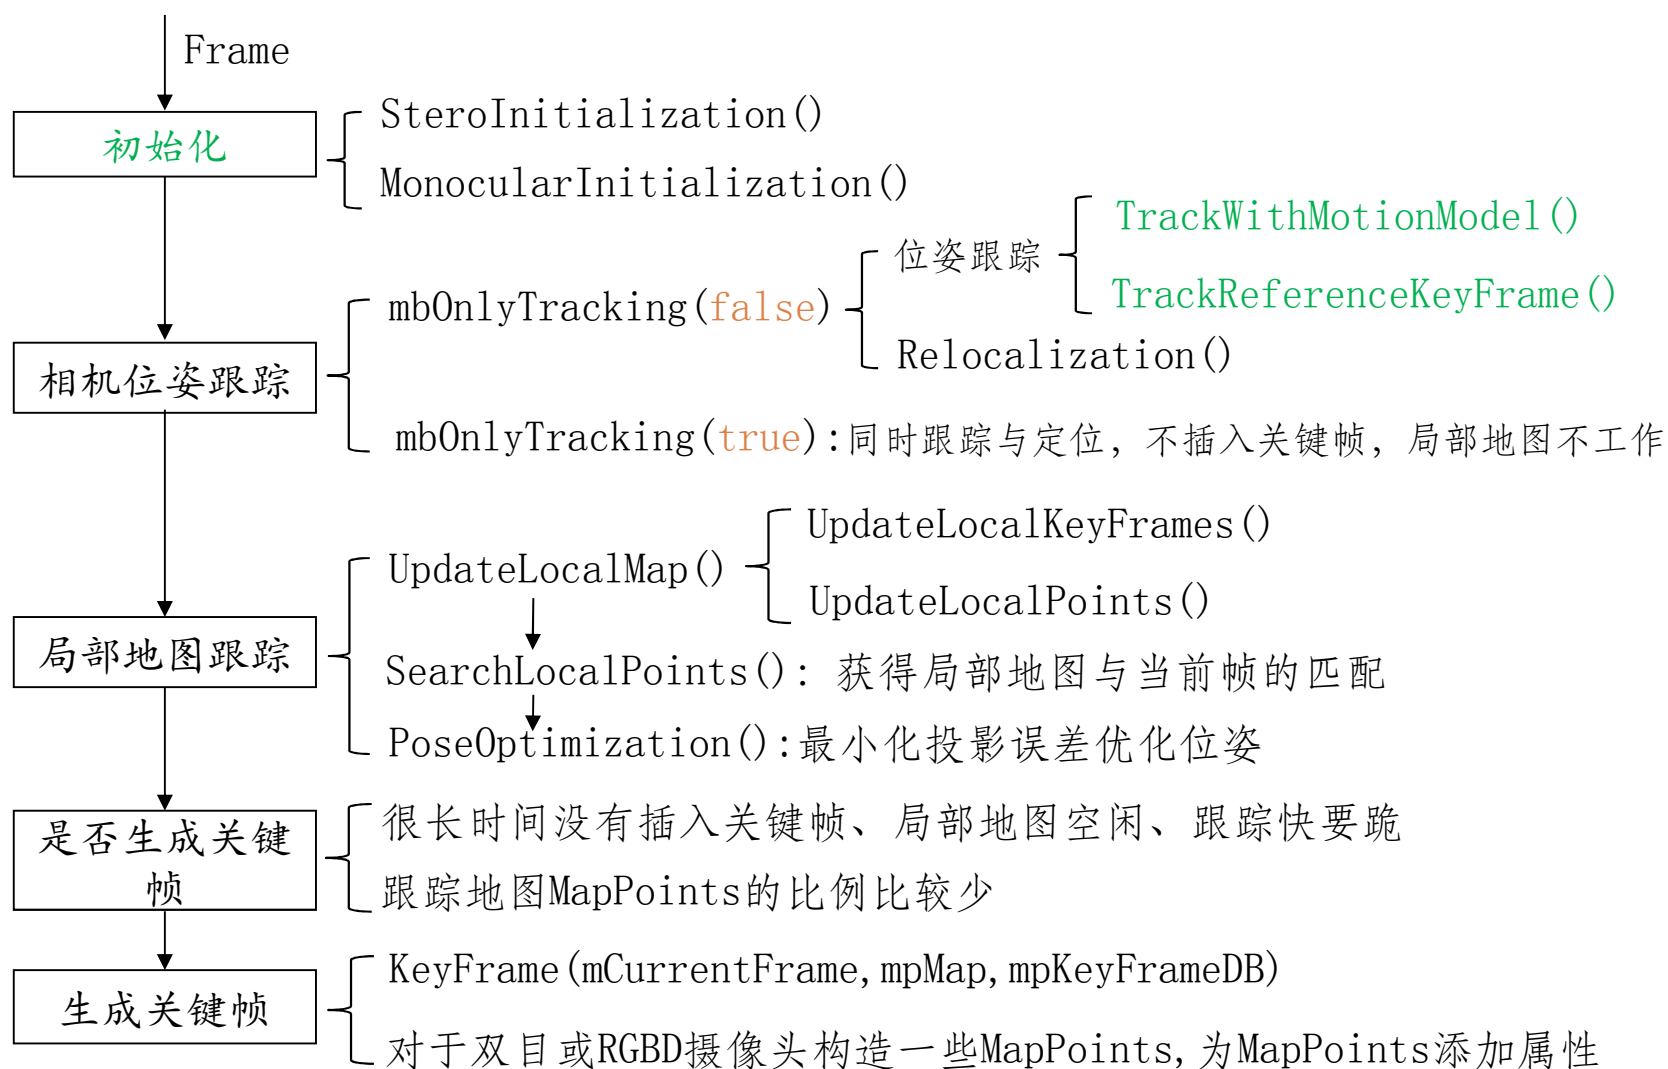 Frame
初始化
SteroInitialization()
MonocularInitialization()
相机位姿跟踪
mbOnlyTracking(false)
位姿跟踪
TrackWithMotionModel()
TrackReferenceKeyFrame()
Relocalization()
mbOnlyTracking(true):同时跟踪与定位，不插入关键帧，局部地图不工作
局部地图跟踪
UpdateLocalMap()
UpdateLocalKeyFrames()
UpdateLocalPoints()
SearchLocalPoints(): 获得局部地图与当前帧的匹配
PoseOptimization():最小化投影误差优化位姿
是否生成关键
帧
很长时间没有插入关键帧、局部地图空闲、跟踪快要跪
跟踪地图MapPoints的比例比较少
生成关键帧
KeyFrame(mCurrentFrame,mpMap,mpKeyFrameDB)
对于双目或RGBD摄像头构造一些MapPoints,为MapPoints添加属性